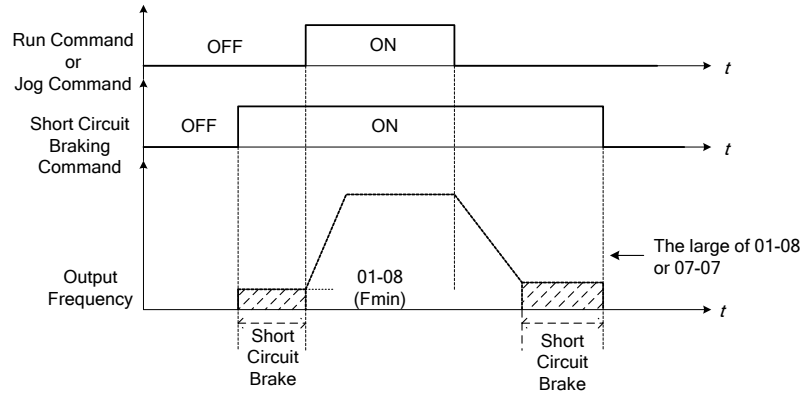 Run Command
or
Jog Command
OFF
ON
t
Short Circuit
Braking
Command
OFF
ON
t
Output
Frequency
01-08
(Fmin)
The large of 01-08
or 07-07
t
Short
Circuit
Brake
Short
Circuit
Brake